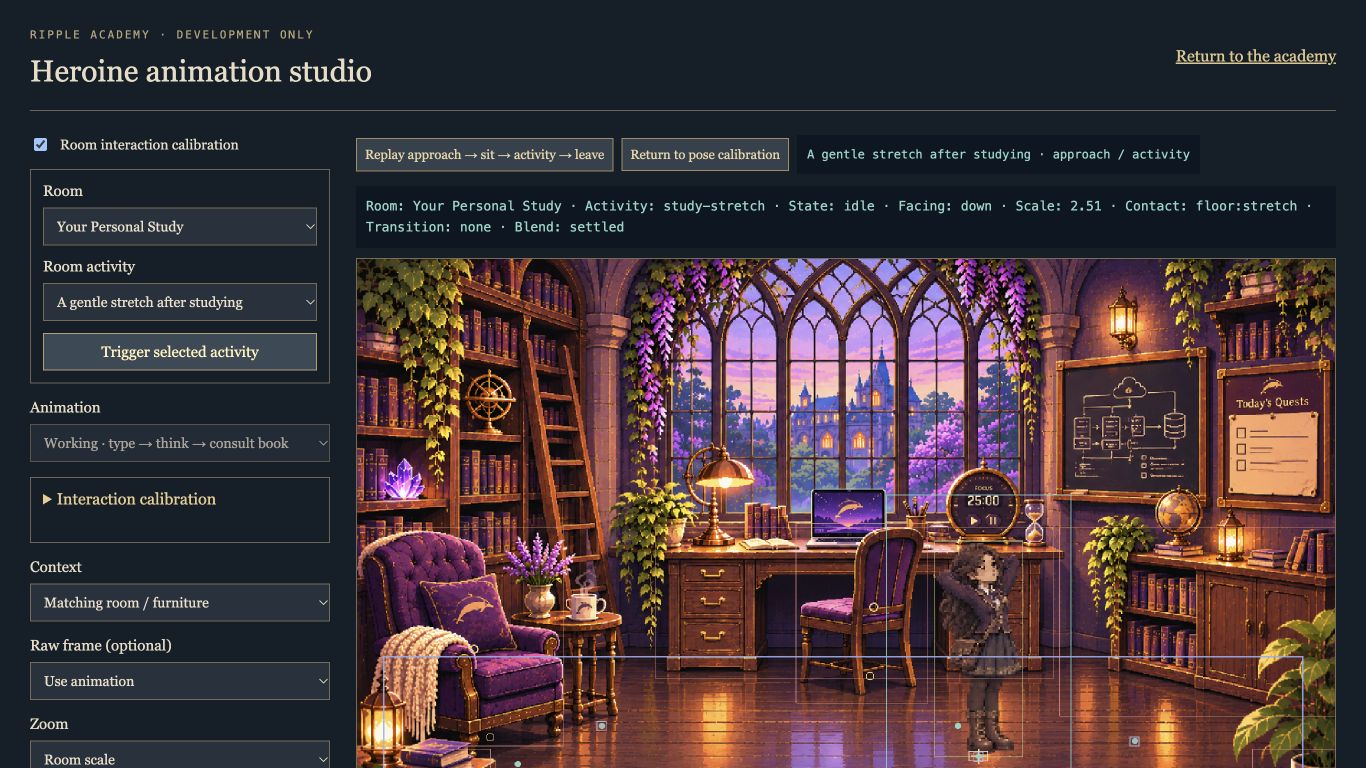 RIPPLE ACADEMY · DEVELOPMENT ONLY
Heroine animation studio
Return to the academy
Room interaction calibration
Room
Your Personal Study
Room activity
A gentle stretch after studying
Trigger selected activity
Animation
Working · type → think → consult book
▶ Interaction calibration
Context
Matching room / furniture
Raw frame (optional)
Use animation
Zoom
Room scale
Replay approach → sit → activity → leave
Return to pose calibration
A gentle stretch after studying · approach / activity
Room: Your Personal Study · Activity: study-stretch · State: idle · Facing: down · Scale: 2.51 · Contact: floor:stretch ·
Transition: none · Blend: settled
Today's Quests
FOCUS
25:00